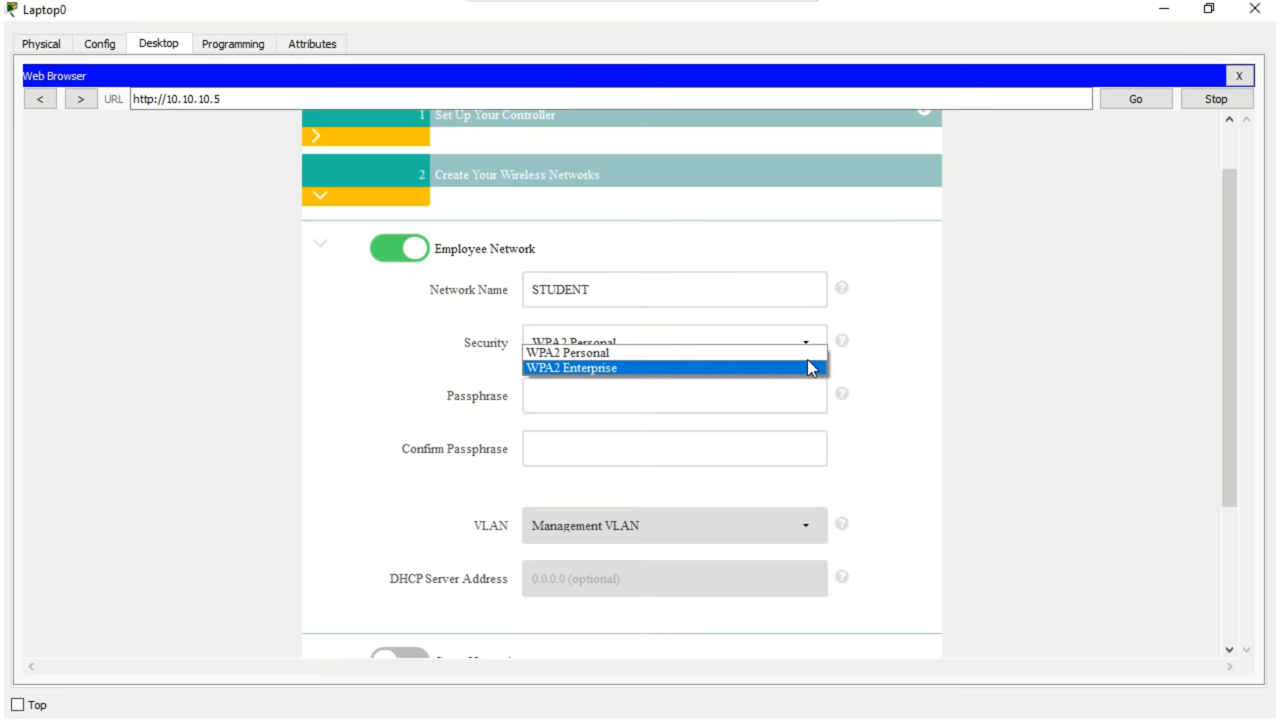 Laptop0
Physical Config Desktop Programming Attributes
Web Browser X
< > URL http://10.10.10.5 Go Stop
1 Set Up Your Controller
2 Create Your Wireless Networks
Employee Network
Network Name STUDENT
Security WPA2 Personal
WPA2 Personal
WPA2 Enterprise
Passphrase
Confirm Passphrase
VLAN Management VLAN
DHCP Server Address 0.0.0.0 (optional)
Top